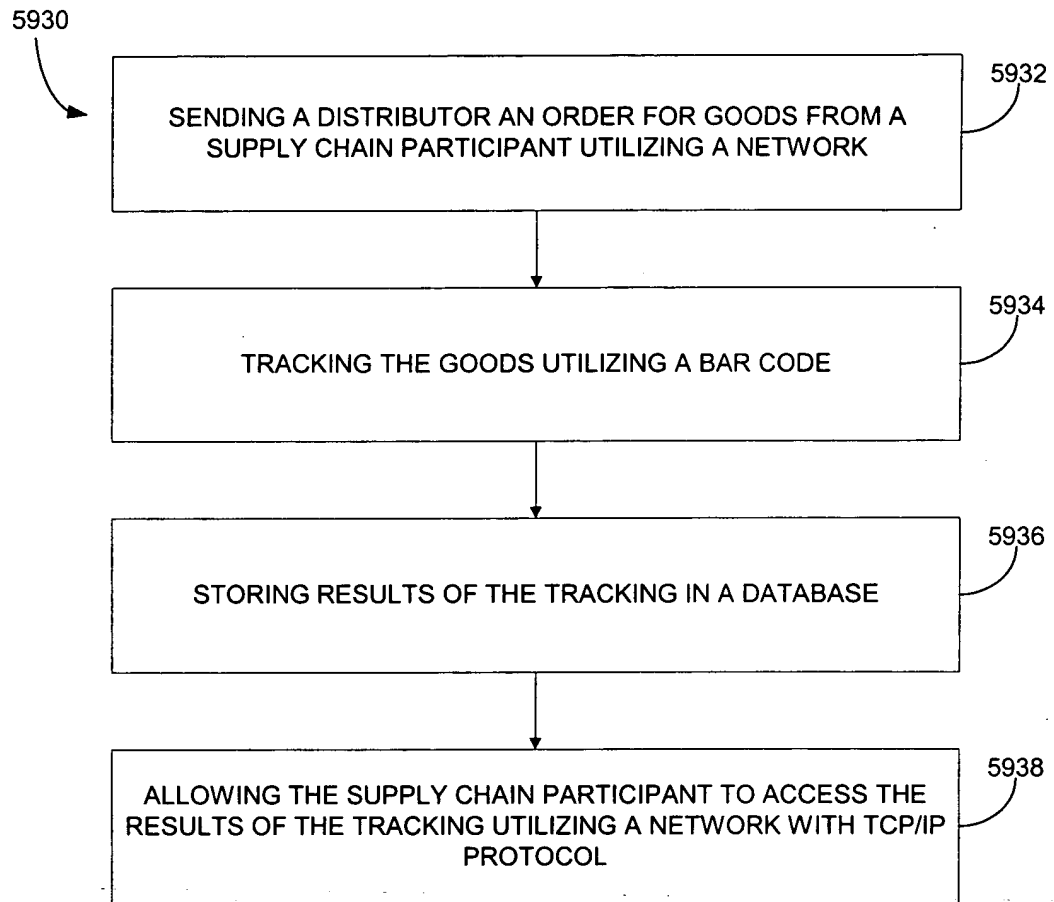 5930
5932
SENDING A DISTRIBUTOR AN ORDER FOR GOODS FROM A
SUPPLY CHAIN PARTICIPANT UTILIZING A NETWORK
5934
TRACKING THE GOODS UTILIZING A BAR CODE
5936
STORING RESULTS OF THE TRACKING IN A DATABASE
5938
ALLOWING THE SUPPLY CHAIN PARTICIPANT TO ACCESS THE
RESULTS OF THE TRACKING UTILIZING A NETWORK WITH TCP/IP
PROTOCOL